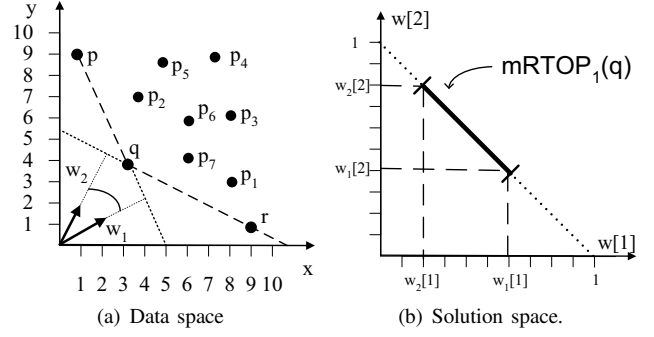 y
10
9
8
7
6
5
4
3
2
1
p
p5
p4
p2
p6
p3
q
p7
p1
w2
w1
r
x
1 2 3 4 5 6 7 8 9 10
(a) Data space
w[2]
1
w2[2]
w1[2]
mRTOP1(q)
w[1]
w2[1]
w1[1]
1
(b) Solution space.